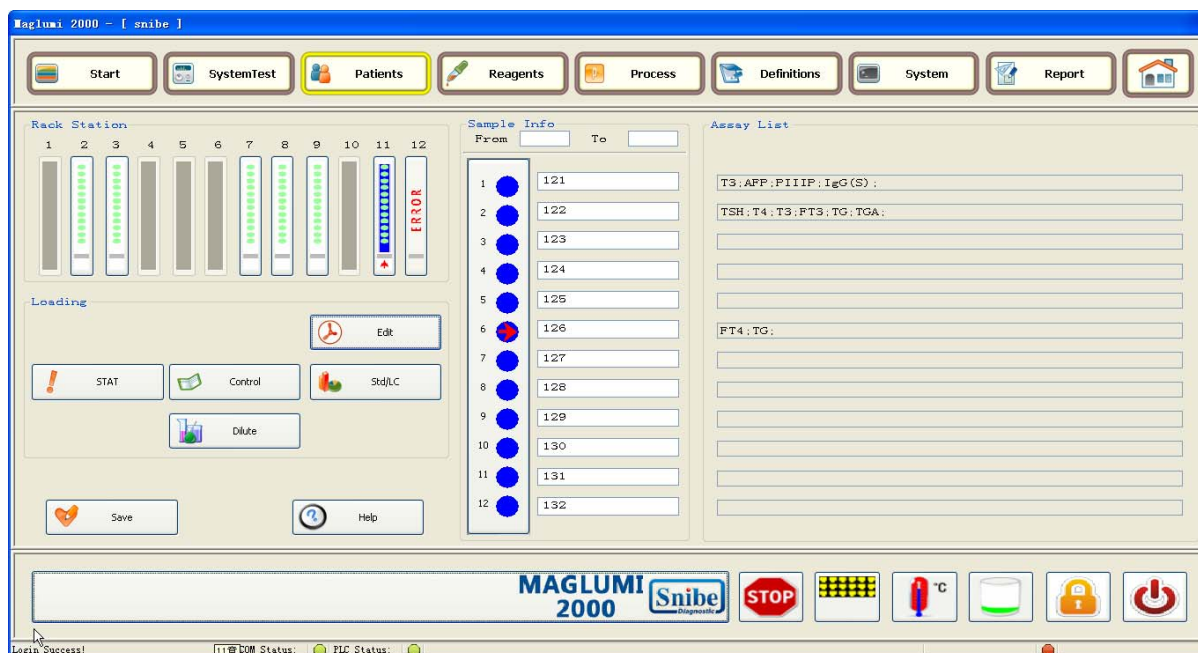 Maglumi 2000 - [ snibe ]
Start SystemTest Patients Reagents Process Definitions System Report
Rack Station
1 2 3 4 5 6 7 8 9 10 11 12
ERROR
Loading
Edit
STAT Control Std/LC
Dilute
Save Help
Sample Info
From To
1 121
2 122
3 123
4 124
5 125
6 126
7 127
8 128
9 129
10 130
11 131
12 132
Assay List
T3;AFP;PIIIP;IgG(S);
TSH;T4;T3;FT3;TG;TGA;
FT4;TG;
MAGLUMI
2000
Snibe
Diagnostic
STOP
°C
Login Success! COM Status: PLC Status: